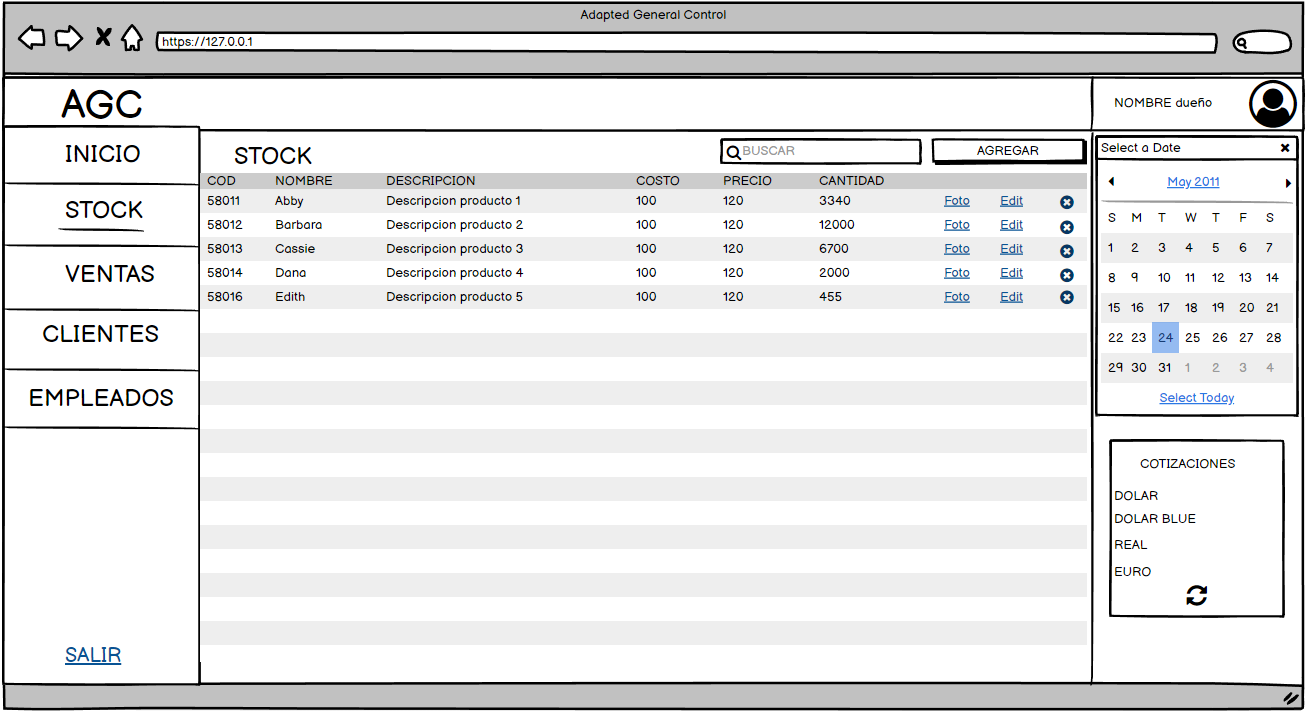 Adapted General Control
https://127.0.0.1
AGC
NOMBRE dueño
INICIO
STOCK
VENTAS
CLIENTES
EMPLEADOS
SALIR
STOCK
BUSCAR
AGREGAR
COD NOMBRE DESCRIPCION COSTO PRECIO CANTIDAD
58011 Abby Descripcion producto 1 100 120 3340 Foto Edit
58012 Barbara Descripcion producto 2 100 120 12000 Foto Edit
58013 Cassie Descripcion producto 3 100 120 6700 Foto Edit
58014 Dana Descripcion producto 4 100 120 2000 Foto Edit
58016 Edith Descripcion producto 5 100 120 455 Foto Edit
Select a Date
May 2011
S M T W T F S
1 2 3 4 5 6 7
8 9 10 11 12 13 14
15 16 17 18 19 20 21
22 23 24 25 26 27 28
29 30 31 1 2 3 4
Select Today
COTIZACIONES
DOLAR
DOLAR BLUE
REAL
EURO